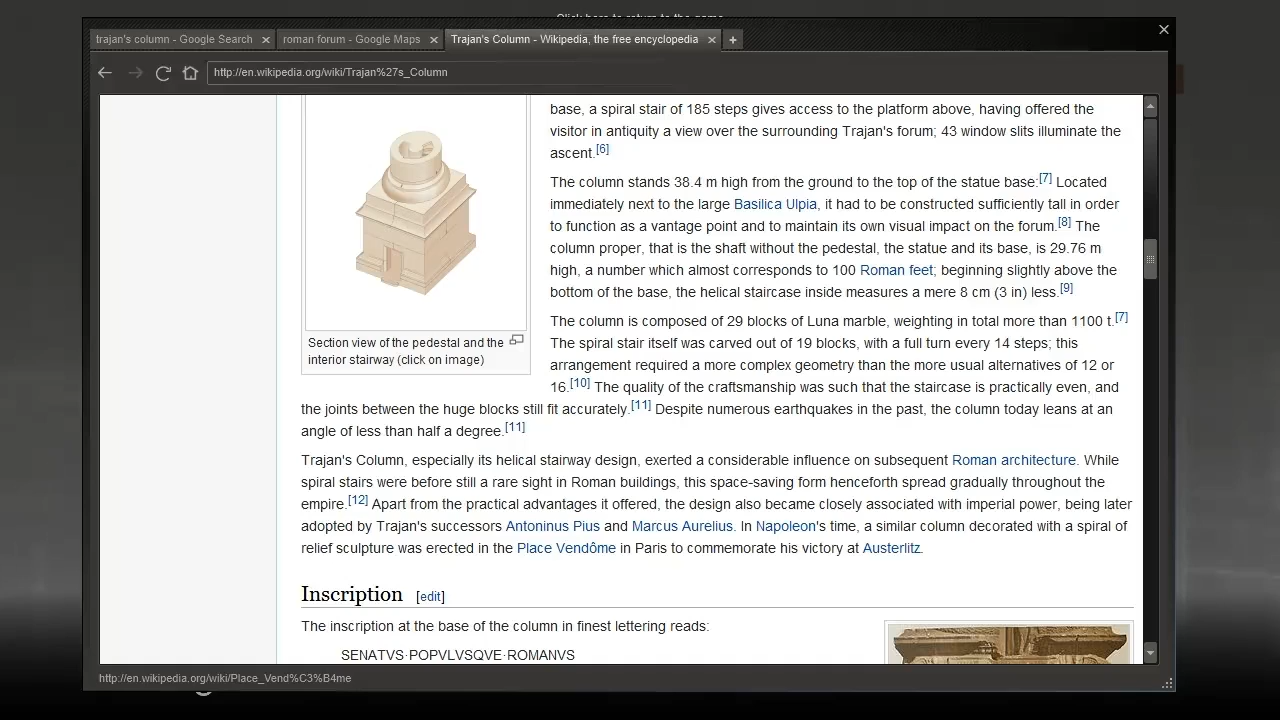 Click here to return to the game
trajan's column - Google Search
roman forum - Google Maps
Trajan's Column - Wikipedia, the free encyclopedia
http://en.wikipedia.org/wiki/Trajan%27s_Column
base, a spiral stair of 185 steps gives access to the platform above, having offered the
visitor in antiquity a view over the surrounding Trajan's forum; 43 window slits illuminate the
ascent.[6]
The column stands 38.4 m high from the ground to the top of the statue base:[7] Located
immediately next to the large Basilica Ulpia, it had to be constructed sufficiently tall in order
to function as a vantage point and to maintain its own visual impact on the forum.[8] The
column proper, that is the shaft without the pedestal, the statue and its base, is 29.76 m
high, a number which almost corresponds to 100 Roman feet; beginning slightly above the
bottom of the base, the helical staircase inside measures a mere 8 cm (3 in) less.[9]
The column is composed of 29 blocks of Luna marble, weighting in total more than 1100 t.[7]
The spiral stair itself was carved out of 19 blocks, with a full turn every 14 steps; this
arrangement required a more complex geometry than the more usual alternatives of 12 or
16.[10] The quality of the craftsmanship was such that the staircase is practically even, and
the joints between the huge blocks still fit accurately.[11] Despite numerous earthquakes in the past, the column today leans at an
angle of less than half a degree.[11]
Section view of the pedestal and the
interior stairway (click on image)
Trajan's Column, especially its helical stairway design, exerted a considerable influence on subsequent Roman architecture. While
spiral stairs were before still a rare sight in Roman buildings, this space-saving form henceforth spread gradually throughout the
empire.[12] Apart from the practical advantages it offered, the design also became closely associated with imperial power, being later
adopted by Trajan's successors Antoninus Pius and Marcus Aurelius. In Napoleon's time, a similar column decorated with a spiral of
relief sculpture was erected in the Place Vendôme in Paris to commemorate his victory at Austerlitz.
Inscription [edit]
The inscription at the base of the column in finest lettering reads:
SENATVS·POPVLVSQVE·ROMANVS
http://en.wikipedia.org/wiki/Place_Vend%C3%B4me